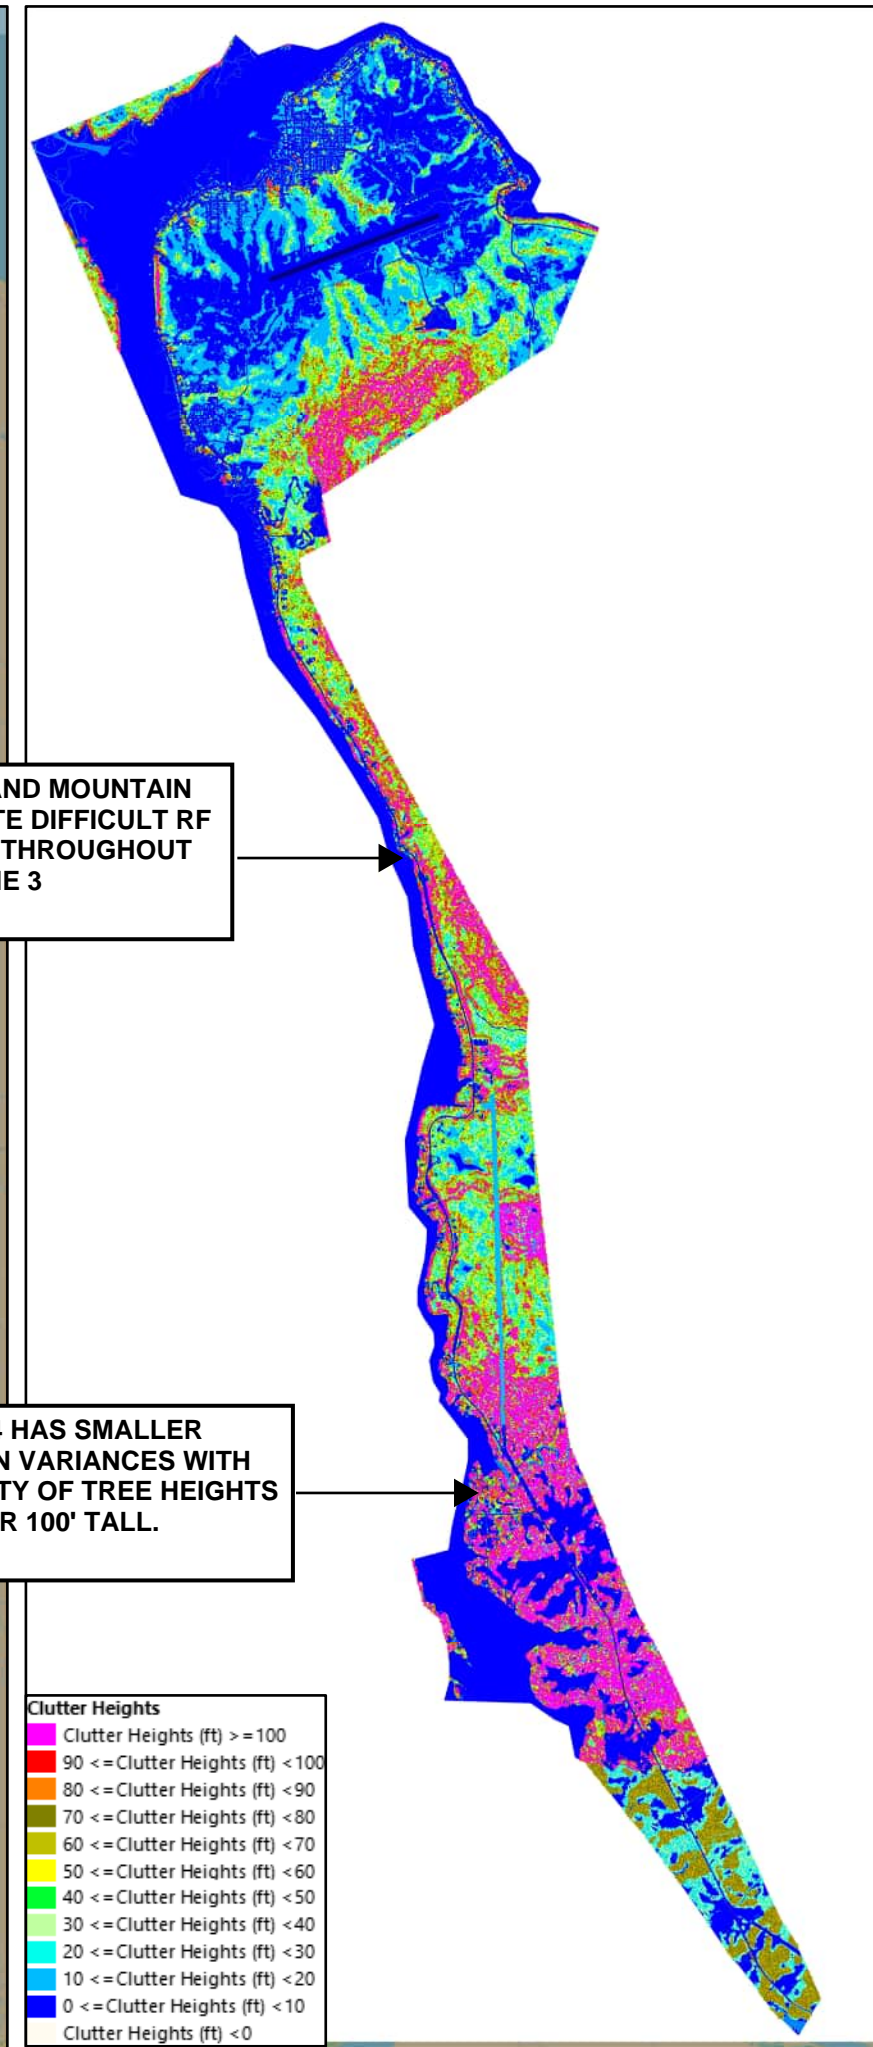 AND MOUNTAIN
DIFFICULT RF
THROUGHOUT
3
HAS SMALLER
VARIANCES WITH
OF TREE HEIGHTS
100' TALL.
Clutter Heights
Clutter Heights (ft) >=100
90 <=Clutter Heights (ft) <100
80 <=Clutter Heights (ft) <90
70 <=Clutter Heights (ft) <80
60 <=Clutter Heights (ft) <70
50 <=Clutter Heights (ft) <60
40 <=Clutter Heights (ft) <50
30 <=Clutter Heights (ft) <40
20 <=Clutter Heights (ft) <30
10 <=Clutter Heights (ft) <20
0 <=Clutter Heights (ft) <10
Clutter Heights (ft) <0